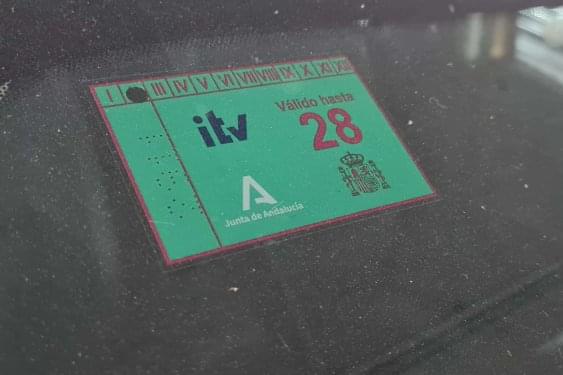 I III IV V VI VII VIII IX X XI XII
Válido hasta
itv 28
Junta de Andalucía